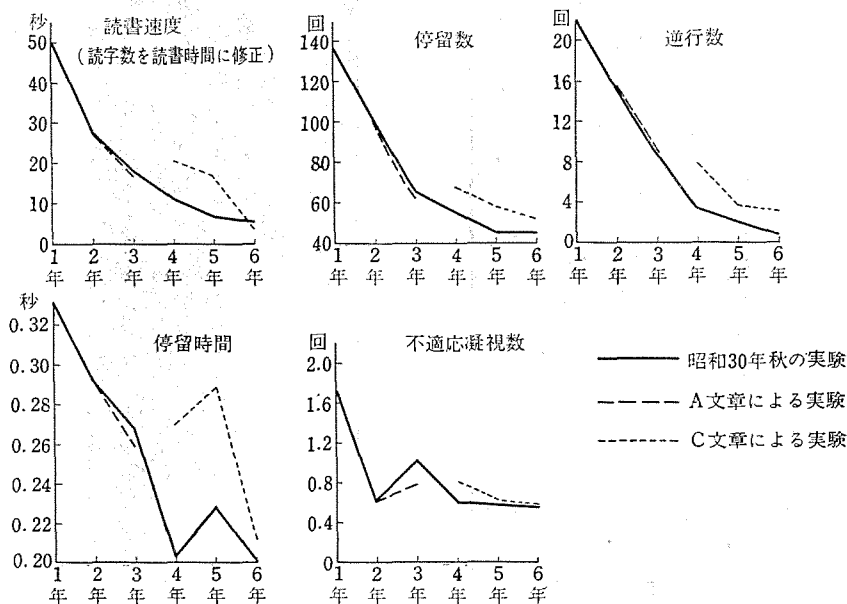 秒
読書速度
(読字数を読書時間に修正)
50
40
30
20
10
0
1年
2年
3年
4年
5年
6年
回
停留数
140
120
100
80
60
40
1年
2年
3年
4年
5年
6年
回
逆行数
20
16
12
8
4
0
1年
2年
3年
4年
5年
6年
秒
停留時間
0.32
0.30
0.28
0.26
0.24
0.22
0.20
1年
2年
3年
4年
5年
6年
回
不適応凝視数
2.0
1.6
1.2
0.8
0.4
0
1年
2年
3年
4年
5年
6年
昭和30年秋の実験
A文章による実験
C文章による実験